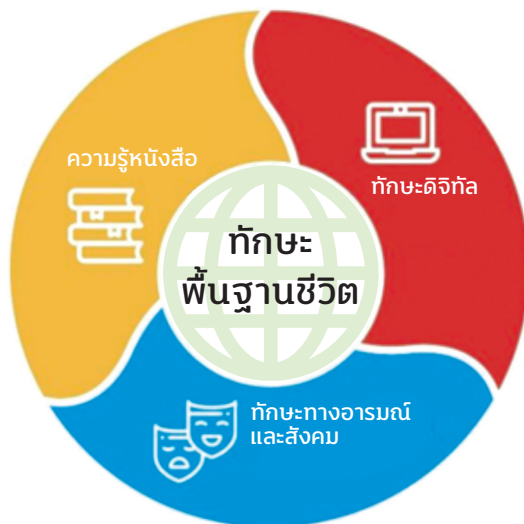 ความรู้หนังสือ
ทักษะดิจิทัล
ทักษะ
พื้นฐานชีวิต
ทักษะทางอารมณ์
และสังคม